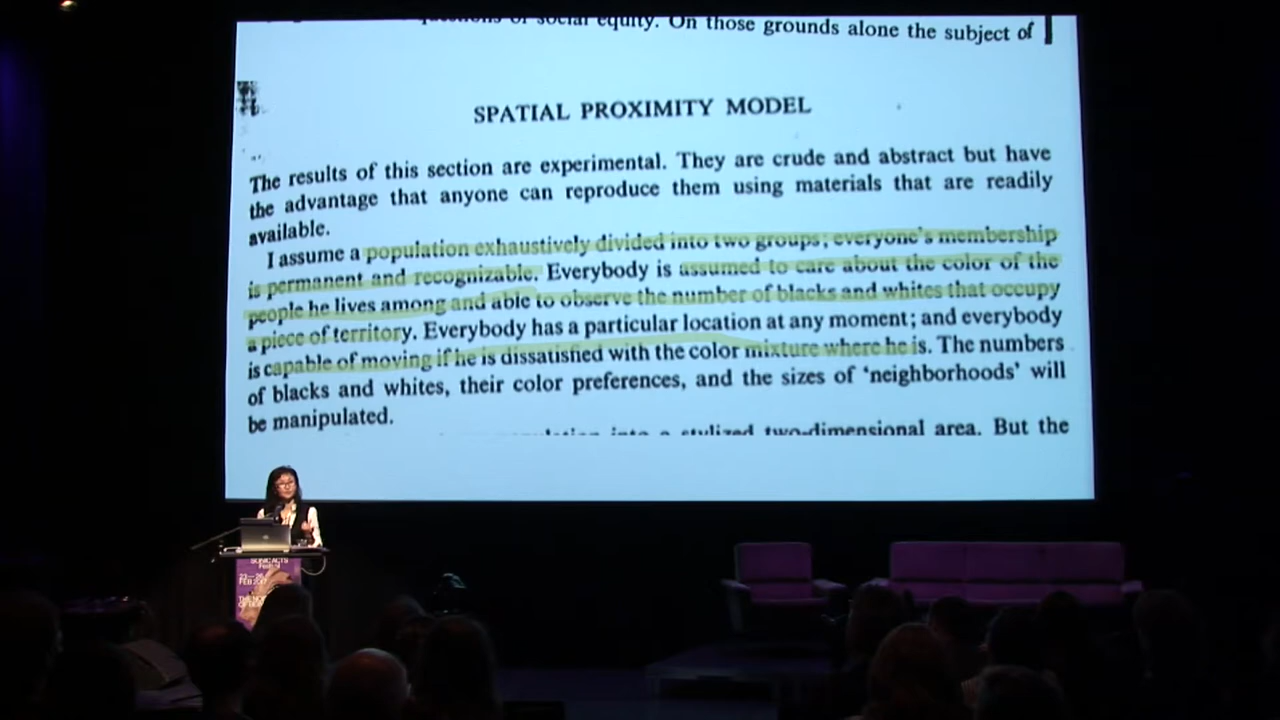 of social equity. On those grounds alone the subject of
SPATIAL PROXIMITY MODEL
The results of this section are experimental. They are crude and abstract but have
the advantage that anyone can reproduce them using materials that are readily
available.
I assume a population exhaustively divided into two groups; everyone's membership
is permanent and recognizable. Everybody is assumed to care about the color of the
people he lives among and able to observe the number of blacks and whites that occupy
a piece of territory. Everybody has a particular location at any moment; and everybody
is capable of moving if he is dissatisfied with the color mixture where he is. The numbers
of blacks and whites, their color preferences, and the sizes of 'neighborhoods' will
be manipulated.
into a stylized two-dimensional area. But the
SONIC ACTS
FEB